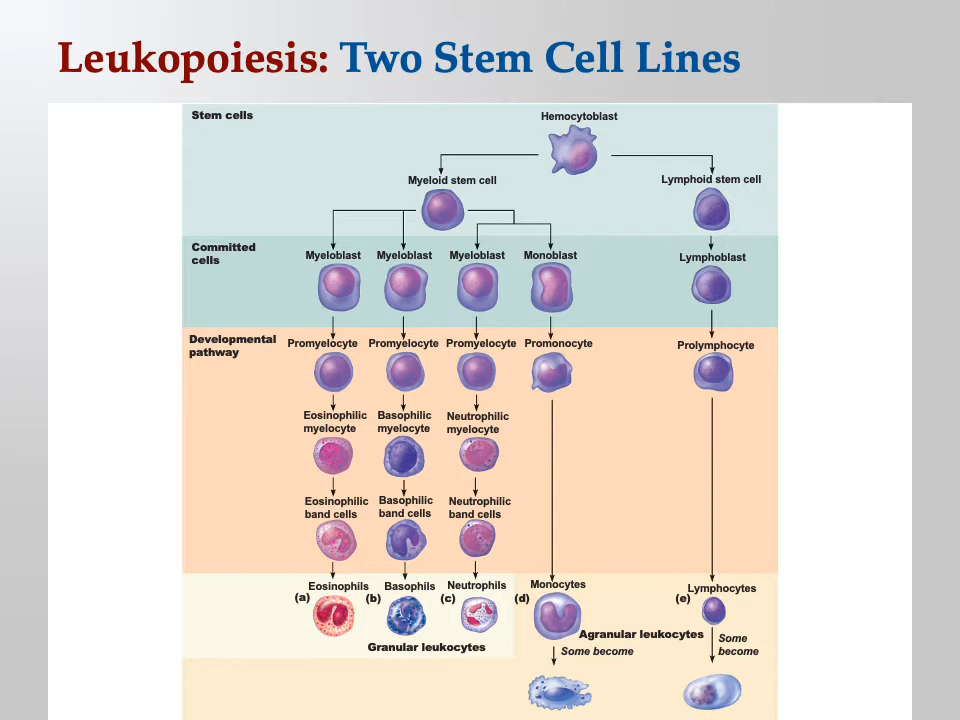 Leukopoiesis: Two Stem Cell Lines
Stem cells
Hemocytoblast
Myeloid stem cell
Lymphoid stem cell
Committed
cells
Myeloblast
Myeloblast
Myeloblast
Monoblast
Lymphoblast
Developmental
pathway
Promyelocyte
Promyelocyte
Promyelocyte
Promonocyte
Prolymphocyte
Eosinophilic
myelocyte
Basophilic
myelocyte
Neutrophilic
myelocyte
Eosinophilic
band cells
Basophilic
band cells
Neutrophilic
band cells
Eosinophils
(a)
Basophils
(b)
Neutrophils
(c)
Monocytes
(d)
Lymphocytes
(e)
Granular leukocytes
Agranular leukocytes
Some become
Some
become